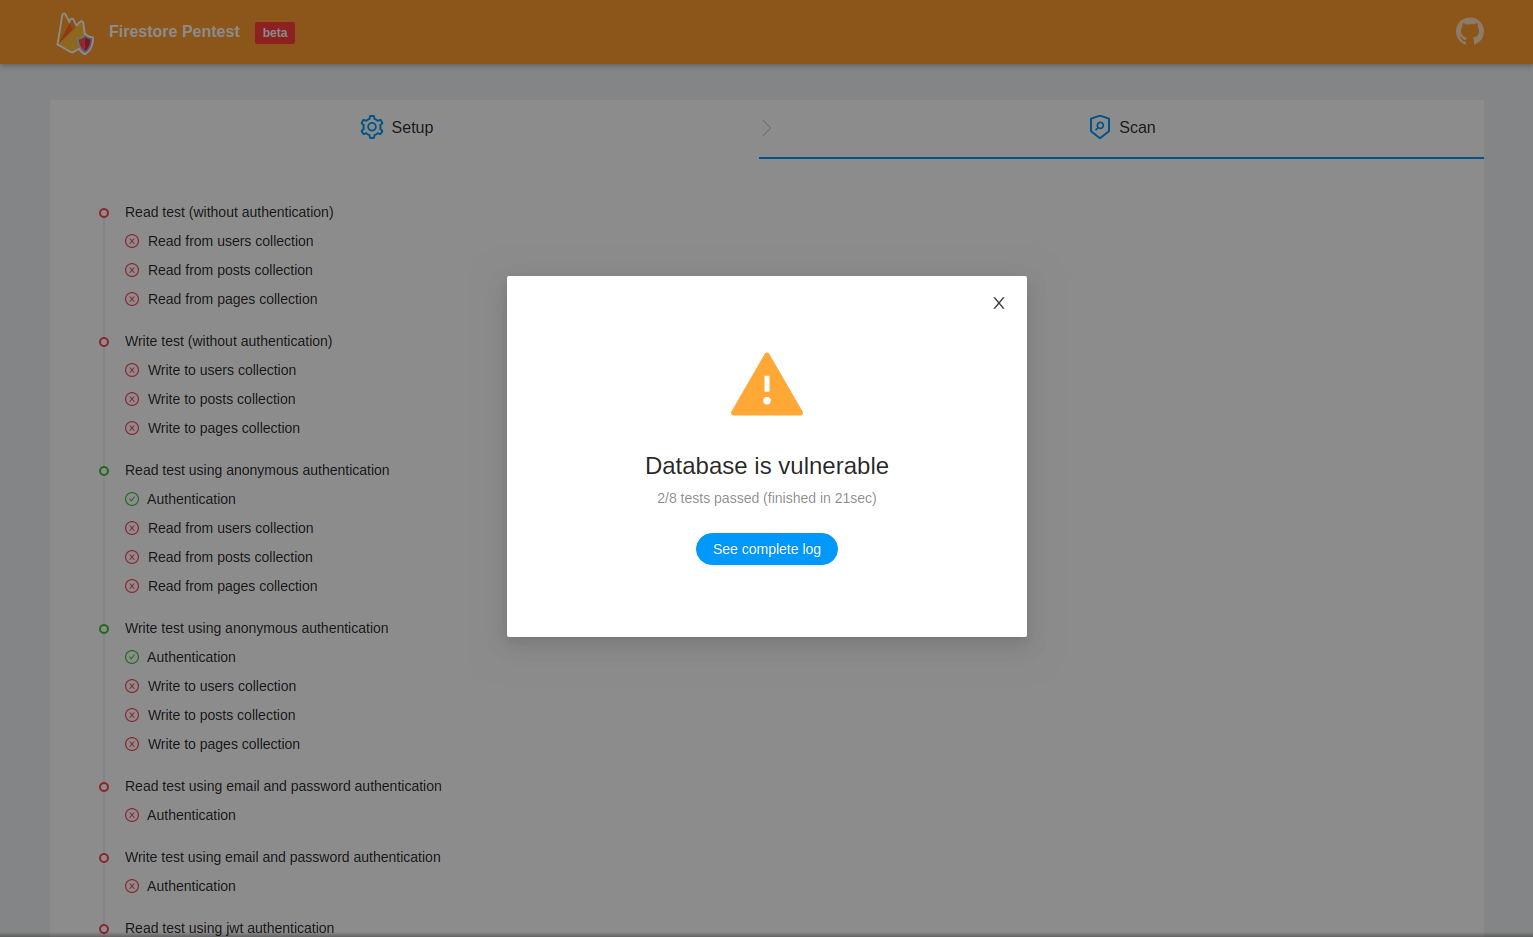 Firestore Pentest beta
Setup
Scan
Read test (without authentication)
Read from users collection
Read from posts collection
Read from pages collection
Write test (without authentication)
Write to users collection
Write to posts collection
Write to pages collection
Read test using anonymous authentication
Authentication
Read from users collection
Read from posts collection
Read from pages collection
Write test using anonymous authentication
Authentication
Write to users collection
Write to posts collection
Write to pages collection
Read test using email and password authentication
Authentication
Write test using email and password authentication
Authentication
Read test using jwt authentication
Database is vulnerable
2/8 tests passed (finished in 21sec)
See complete log